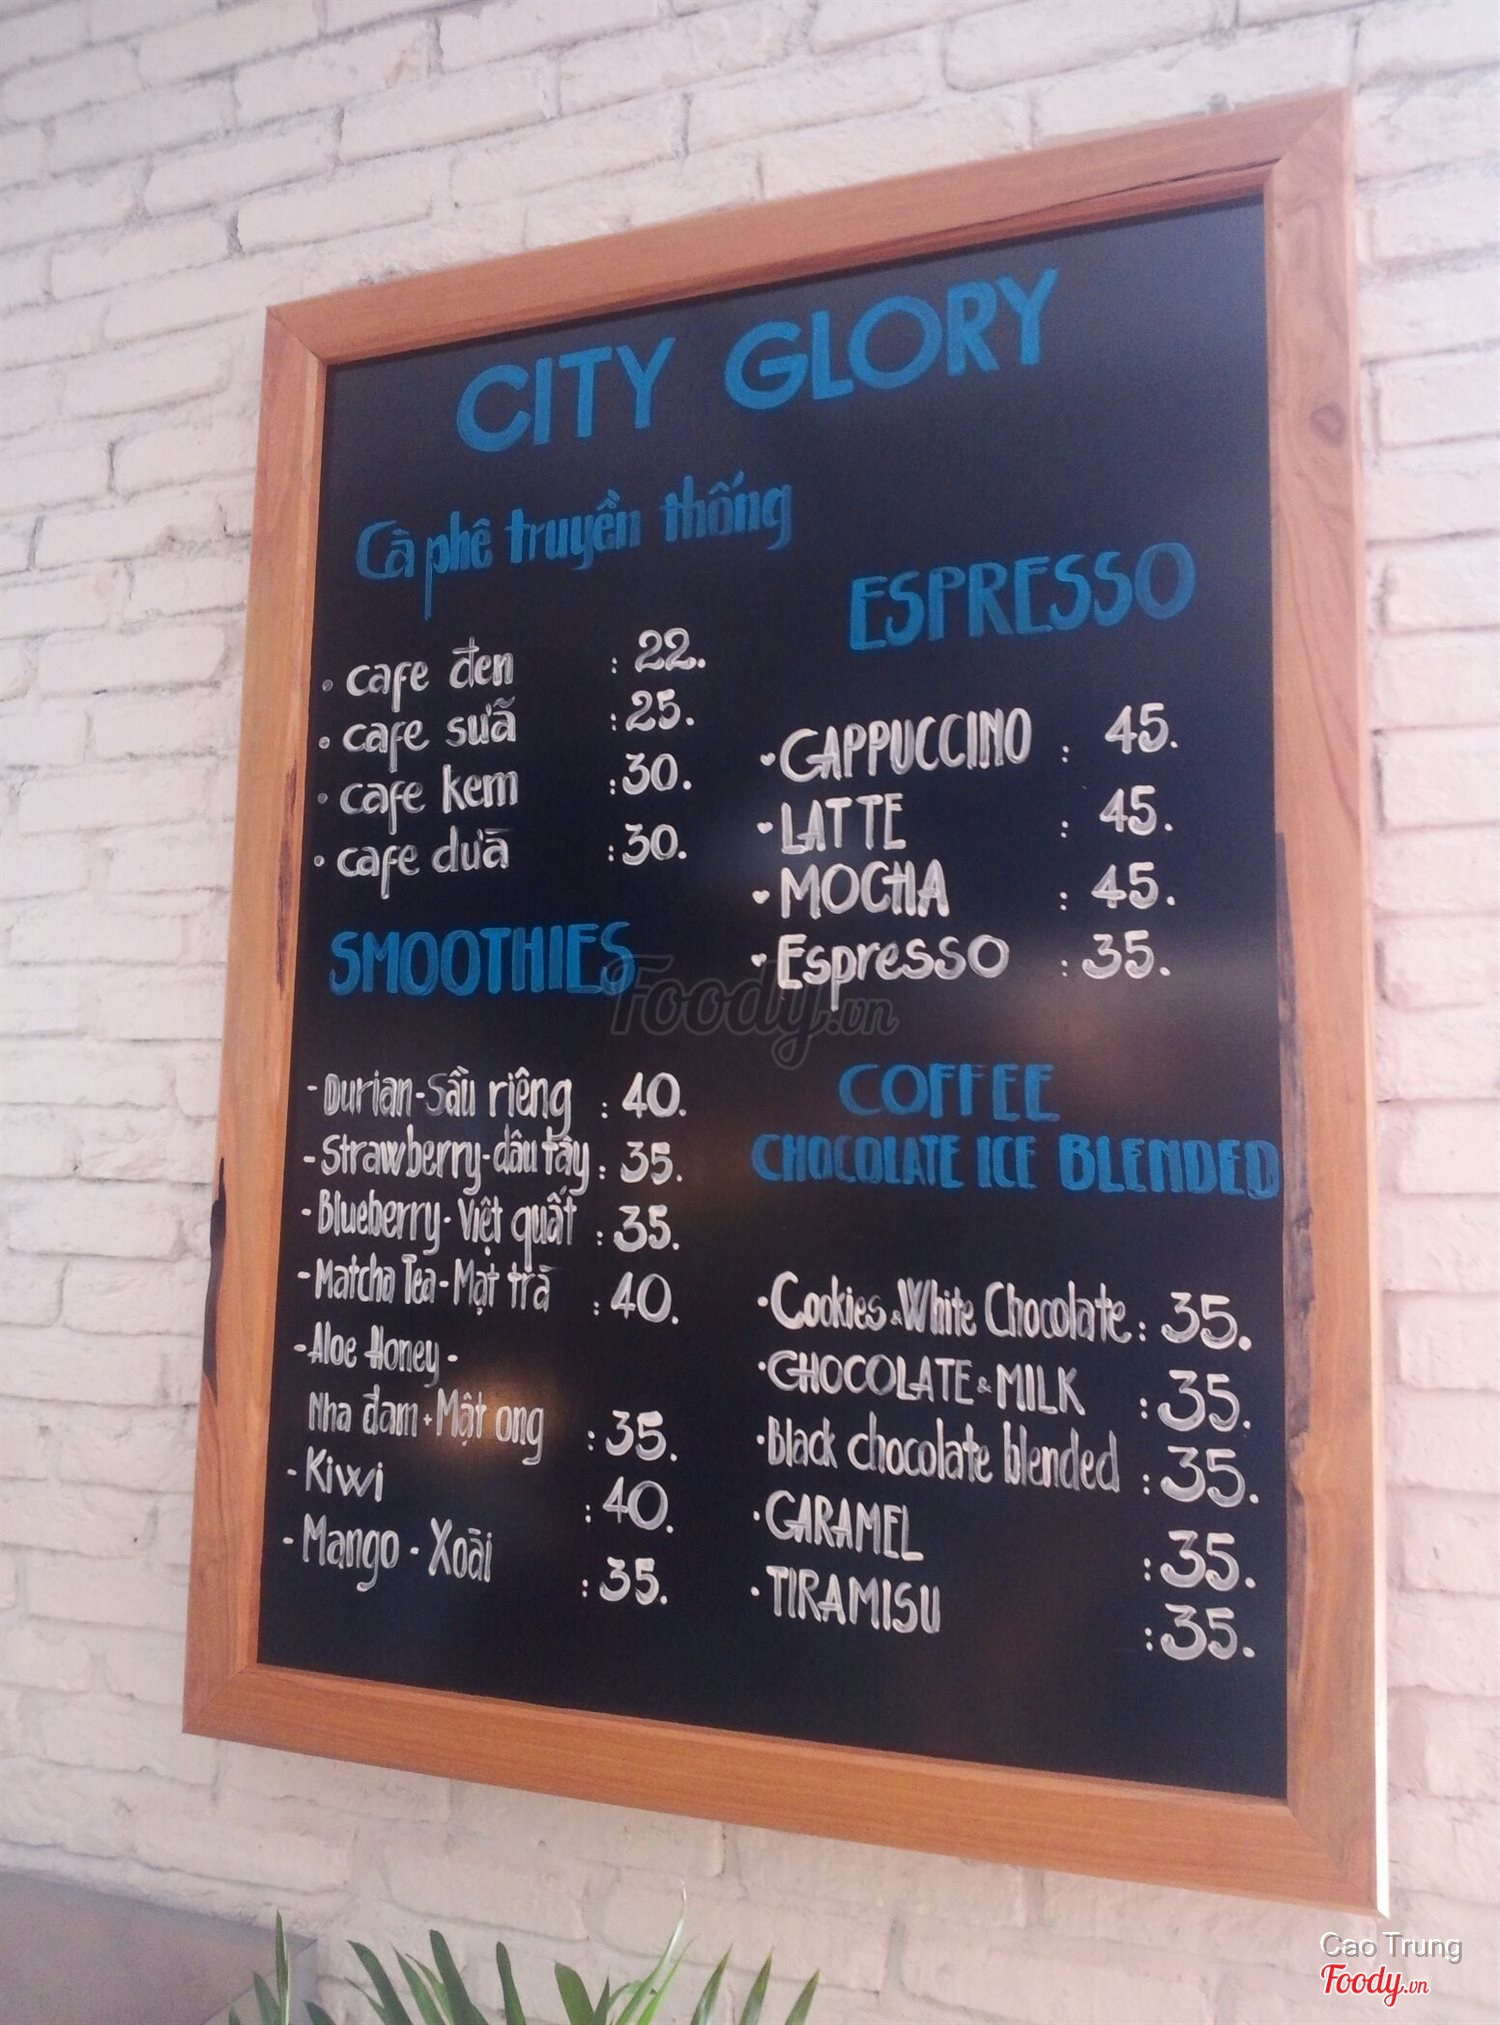 CITY GLORY
Cà phê truyền thống
• cafe đen : 22.
• cafe sữa : 25.
• cafe kem : 30.
• cafe dừa : 30.
SMOOTHIES
- Durian - Sầu riêng : 40.
- Strawberry - dâu tây : 35.
- Blueberry - Việt quất : 35.
- Matcha Tea - Mạt trà : 40.
- Aloe Honey -
Nha đam + Mật ong : 35.
- Kiwi : 40.
- Mango - Xoài : 35.
ESPRESSO
♥ CAPPUCCINO : 45.
♥ LATTE : 45.
♥ MOCHA : 45.
♥ Espresso : 35.
COFFEE
CHOCOLATE ICE BLENDED
• Cookies & White Chocolate : 35.
• CHOCOLATE & MILK : 35.
• Black chocolate blended : 35.
• CARAMEL : 35.
• TIRAMISU : 35.
Foody.vn
Cao Trung
Foody.vn